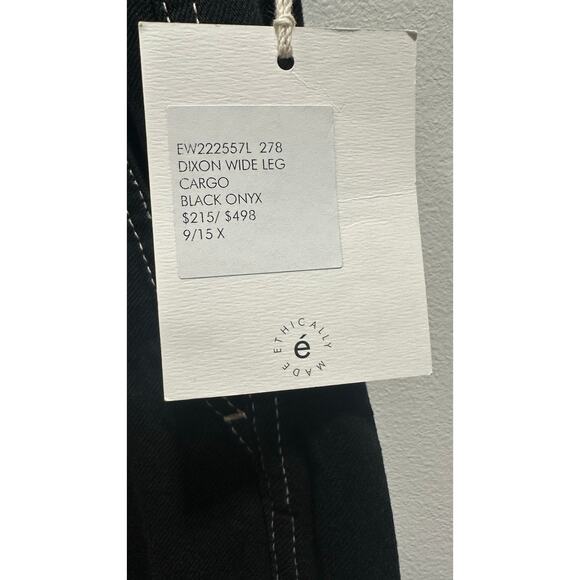 EW222557L 278
DIXON WIDE LEG
CARGO
BLACK ONYX
$215/ $498
9/15 X
ETHICALLY MADE
é